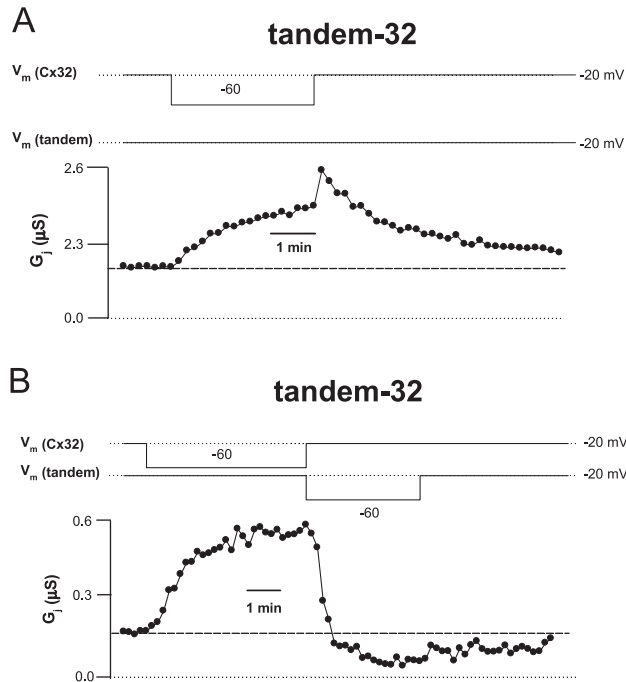 A
tandem-32
Vm (Cx32) -20 mV
-60
Vm (tandem) -20 mV
2.6
2.3
Gj (μS)
1 min
0.0
B
tandem-32
Vm (Cx32) -20 mV
-60
Vm (tandem) -20 mV
-60
0.6
0.3
Gj (μS)
1 min
0.0